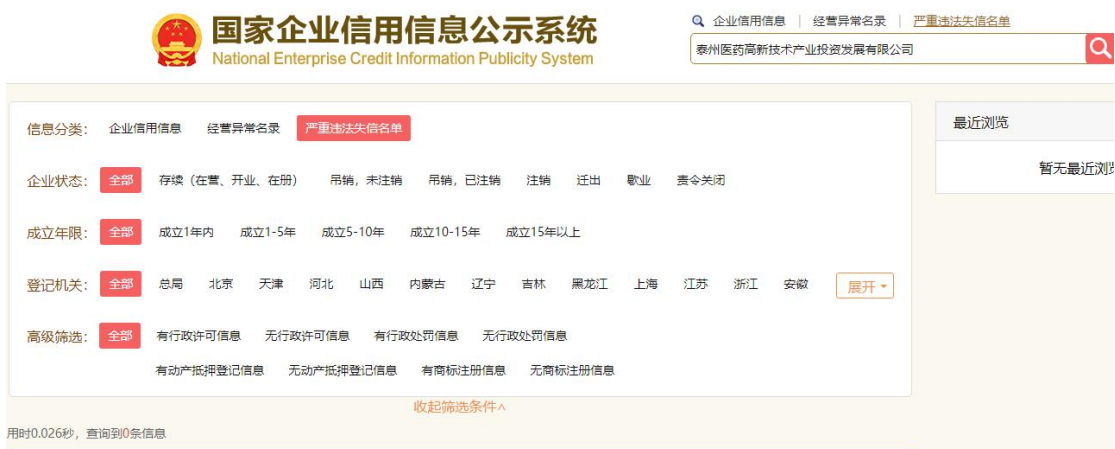 国家企业信用信息公示系统
National Enterprise Credit Information Publicity System
企业信用信息 | 经营异常名录 | 严重违法失信名单
泰州医药高新技术产业投资发展有限公司
信息分类： 企业信用信息 经营异常名录 严重违法失信名单
最近浏览
企业状态： 全部 存续（在营、开业、在册） 吊销，未注销 吊销，已注销 注销 迁出 歇业 责令关闭
暂无最近浏
成立年限： 全部 成立1年内 成立1-5年 成立5-10年 成立10-15年 成立15年以上
登记机关： 全部 总局 北京 天津 河北 山西 内蒙古 辽宁 吉林 黑龙江 上海 江苏 浙江 安徽 展开
高级筛选： 全部 有行政许可信息 无行政许可信息 有行政处罚信息 无行政处罚信息
有动产抵押登记信息 无动产抵押登记信息 有商标注册信息 无商标注册信息
收起筛选条件^
用时0.026秒，查询到0条信息